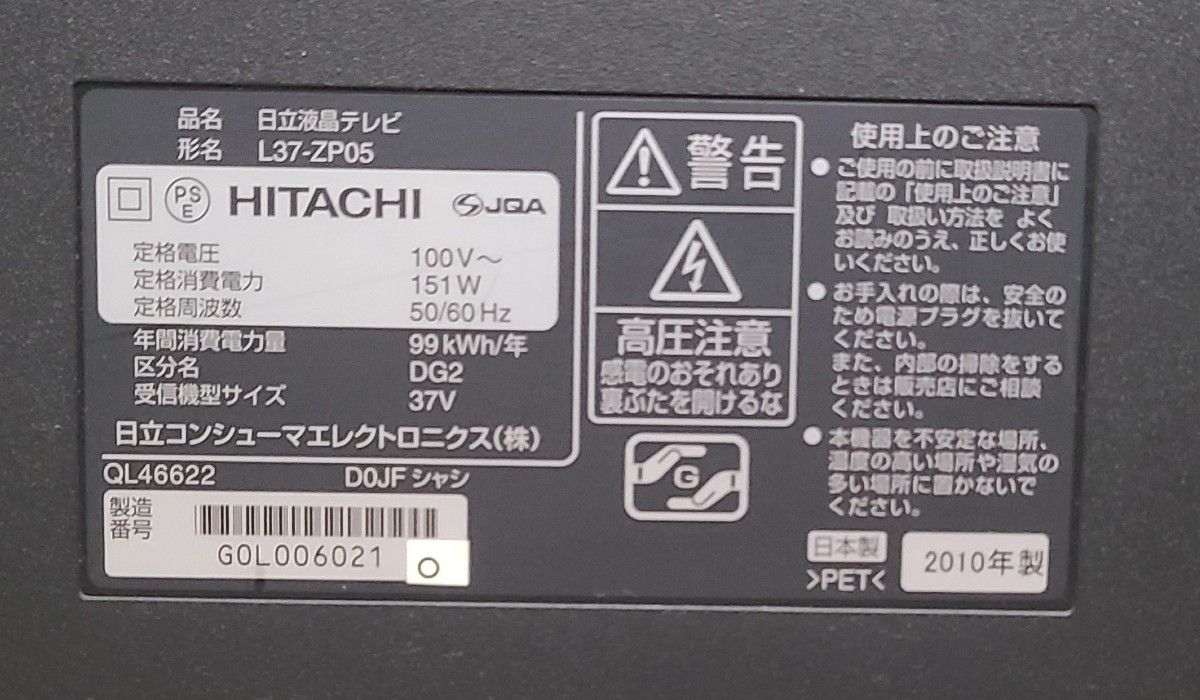 品名 日立液晶テレビ
形名 L37-ZP05
PS
E
HITACHI
JQA
定格電圧 100V～
定格消費電力 151W
定格周波数 50/60Hz
年間消費電力量 99kWh/年
区分名 DG2
受信機型サイズ 37V
日立コンシューマエレクトロニクス(株)
QL46622 D0JFシャシ
製造
番号
G0L006021
O
警告
高圧注意
感電のおそれあり
裏ぶたを開けるな
G
使用上のご注意
●ご使用の前に取扱説明書に
記載の「使用上のご注意」
及び 取扱い方法を よく
お読みのうえ、正しくお使
いください。
●お手入れの際は、安全の
ため電源プラグを抜いて
ください。
また、内部の掃除をする
ときは販売店にご相談
ください。
●本機器を不安定な場所、
温度の高い場所や湿気の
多い場所に置かないで
ください。
日本製
>PET<
2010年製